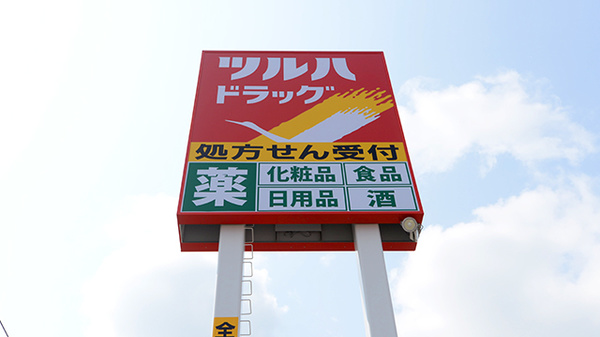 ツルハ
ドラッグ
処方せん受付
薬 化粧品 食品
日用品 酒
全